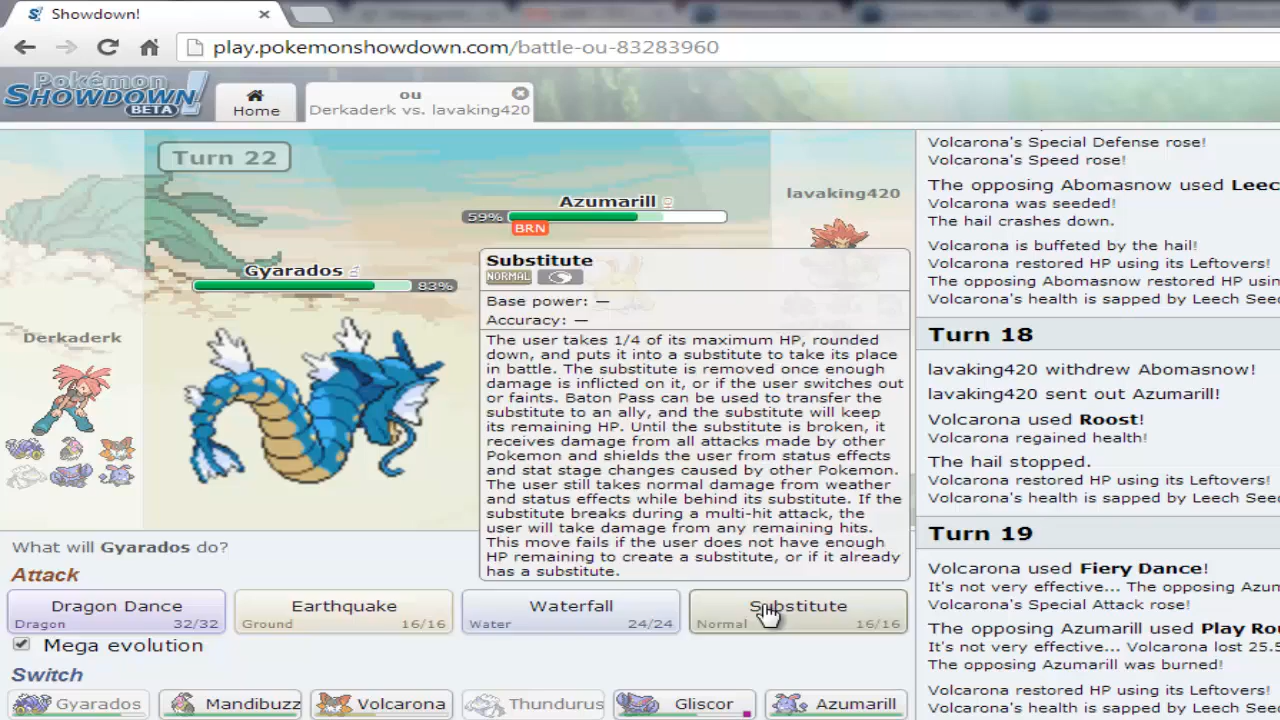 Showdown!
play.pokemonshowdown.com/battle-ou-83283960
Pokémon
SHOWDOWN!
BETA
Home
ou
Derkaderk vs. lavaking420
Turn 22
Azumarill
lavaking420
59%
BRN
Gyarados
83%
Derkaderk
Substitute
NORMAL
Base power: —
Accuracy: —
The user takes 1/4 of its maximum HP, rounded
down, and puts it into a substitute to take its place
in battle. The substitute is removed once enough
damage is inflicted on it, or if the user switches out
or faints. Baton Pass can be used to transfer the
substitute to an ally, and the substitute will keep
its remaining HP. Until the substitute is broken, it
receives damage from all attacks made by other
Pokemon and shields the user from status effects
and stat stage changes caused by other Pokemon.
The user still takes normal damage from weather
and status effects while behind its substitute. If the
substitute breaks during a multi-hit attack, the
user will take damage from any remaining hits.
This move fails if the user does not have enough
HP remaining to create a substitute, or if it already
has a substitute.
What will Gyarados do?
Attack
Dragon Dance
Dragon 32/32
Earthquake
Ground 16/16
Waterfall
Water 24/24
Substitute
Normal 16/16
Mega evolution
Switch
Gyarados
Mandibuzz
Volcarona
Thundurus
Gliscor
Azumarill
Volcarona's Special Defense rose!
Volcarona's Speed rose!
The opposing Abomasnow used Leec
Volcarona was seeded!
The hail crashes down.
Volcarona is buffeted by the hail!
Volcarona restored HP using its Leftovers!
The opposing Abomasnow restored HP usin
Volcarona's health is sapped by Leech See
Turn 18
lavaking420 withdrew Abomasnow!
lavaking420 sent out Azumarill!
Volcarona used Roost!
Volcarona regained health!
The hail stopped.
Volcarona restored HP using its Leftovers!
Volcarona's health is sapped by Leech See
Turn 19
Volcarona used Fiery Dance!
It's not very effective... The opposing Azum
Volcarona's Special Attack rose!
The opposing Azumarill used Play Rou
It's not very effective... Volcarona lost 25.5
The opposing Azumarill was burned!
Volcarona restored HP using its Leftovers!
Volcarona's health is sapped by Leech See